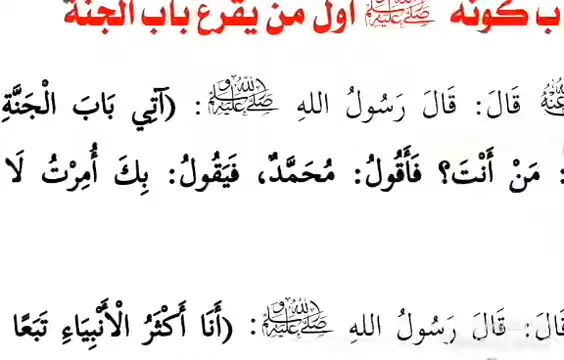 ب كونه ﷺ أول من يقرع باب الجنة
قَالَ: قَالَ رَسُولُ اللهِ ﷺ: (آتِي بَابَ الْجَنَّةِ
: مَنْ أَنْتَ؟ فَأَقُولُ: مُحَمَّدٌ، فَيَقُولُ: بِكَ أُمِرْتُ لَا
قَالَ: قَالَ رَسُولُ اللهِ ﷺ: (أَنَا أَكْثَرُ الْأَنْبِيَاءِ تَبَعًا